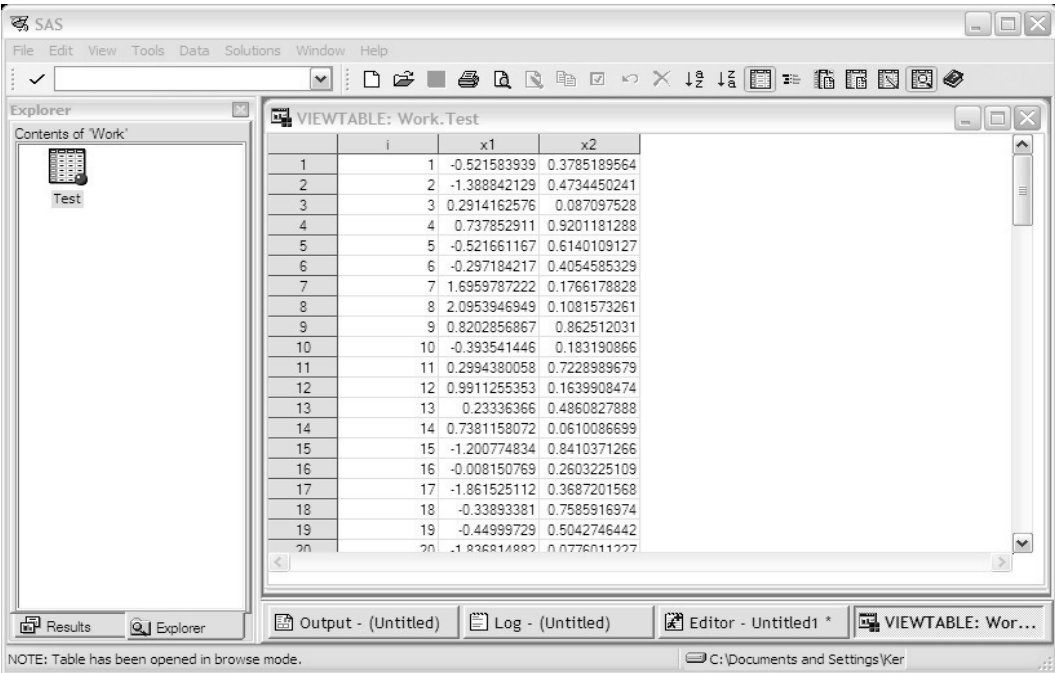 SAS
File Edit View Tools Data Solutions Window Help
Explorer
Contents of 'Work'
Test
VIEWTABLE: Work.Test
i x1 x2
1 1 -0.521583939 0.3785189564
2 2 -1.388842129 0.4734450241
3 3 0.2914162576 0.087097528
4 4 0.737852911 0.9201181288
5 5 -0.521661167 0.6140109127
6 6 -0.297184217 0.4054585329
7 7 1.6959787222 0.1766178828
8 8 2.0953946949 0.1081573261
9 9 0.8202856867 0.862512031
10 10 -0.393541446 0.183190866
11 11 0.2994380058 0.7228989679
12 12 0.9911255353 0.1639908474
13 13 0.23336366 0.4860827888
14 14 0.7381158072 0.0610086699
15 15 -1.200774834 0.8410371266
16 16 -0.008150769 0.2603225109
17 17 -1.861525112 0.3687201568
18 18 -0.33893381 0.7585916974
19 19 -0.44999729 0.5042746442
20 20 -1.836814882 0.0776011227
Results Explorer
Output - (Untitled) Log - (Untitled) Editor - Untitled1 * VIEWTABLE: Wor...
NOTE: Table has been opened in browse mode. C:\Documents and Settings\Ker